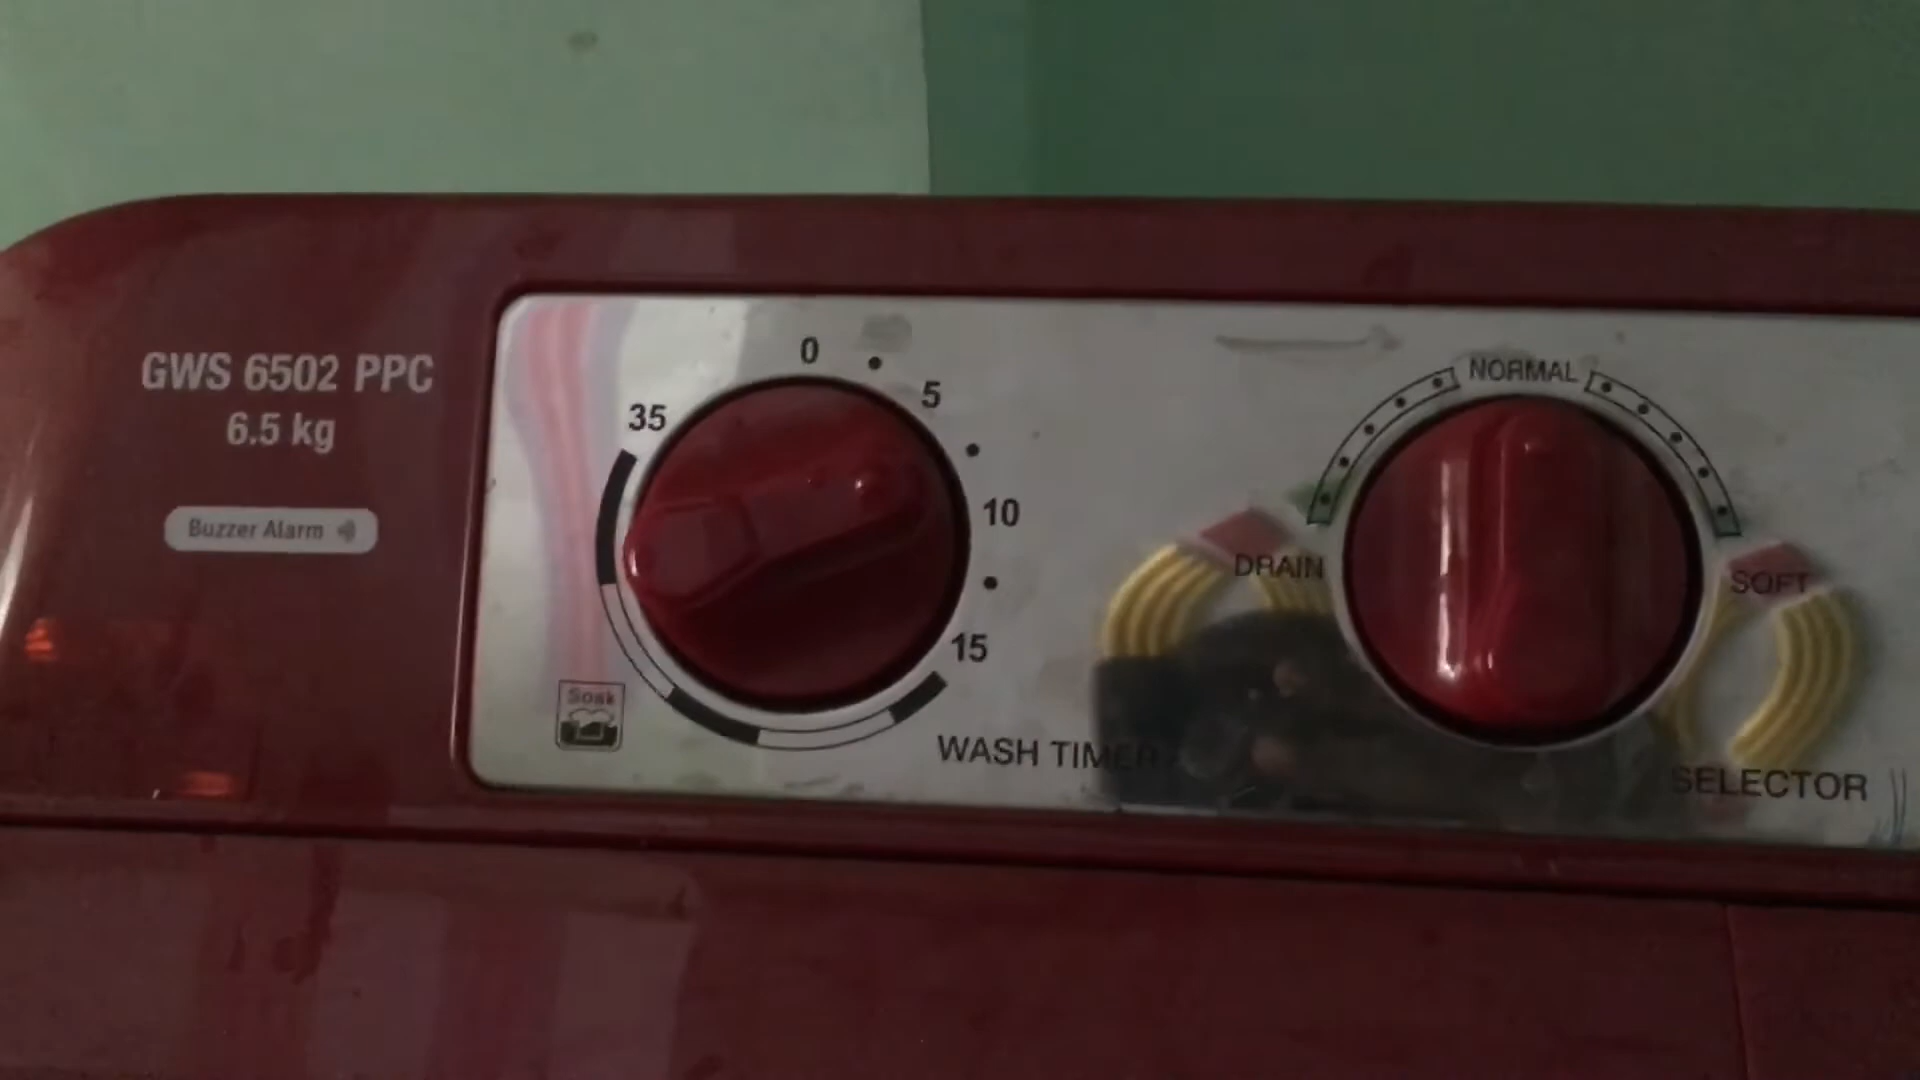 GWS 6502 PPC
6.5 kg
Buzzer Alarm
0
5
10
15
35
Soak
WASH TIMER
NORMAL
DRAIN
SOFT
SELECTOR